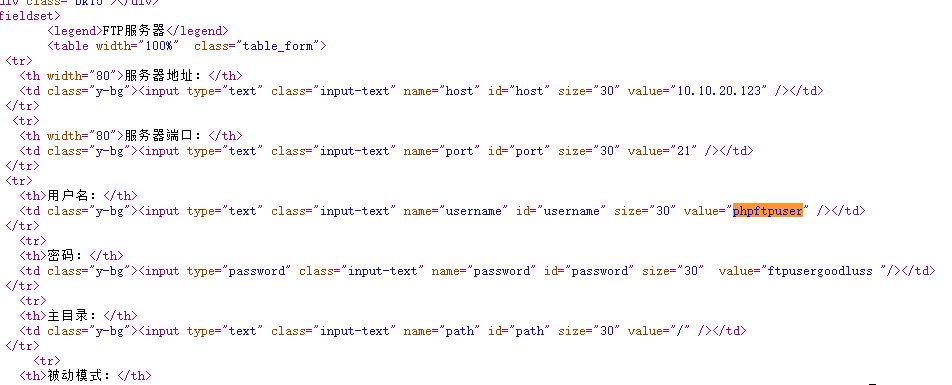 div class="bk15"></div>
fieldset>
<legend>FTP服务器</legend>
<table width="100%" class="table_form">
<tr>
<th width="80">服务器地址：</th>
<td class="y-bg"><input type="text" class="input-text" name="host" id="host" size="30" value="10.10.20.123" /></td>
</tr>
<tr>
<th width="80">服务器端口：</th>
<td class="y-bg"><input type="text" class="input-text" name="port" id="port" size="30" value="21" /></td>
</tr>
<tr>
<th>用户名：</th>
<td class="y-bg"><input type="text" class="input-text" name="username" id="username" size="30" value="phpftpuser" /></td>
</tr>
<tr>
<th>密码：</th>
<td class="y-bg"><input type="password" class="input-text" name="password" id="password" size="30"  value="ftpusergoodluss "/></td>
</tr>
<tr>
<th>主目录：</th>
<td class="y-bg"><input type="text" class="input-text" name="path" id="path" size="30" value="/" /></td>
</tr>
<tr>
<th>被动模式：</th>